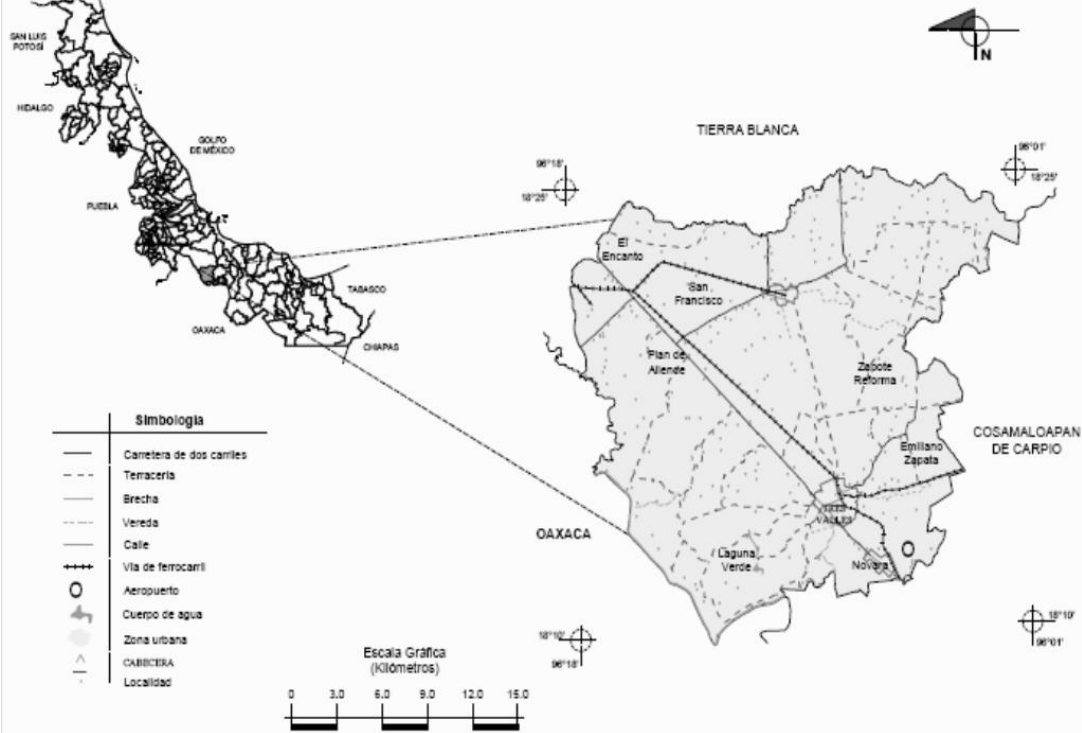 SAN LUIS
POTOSÍ
HIDALGO
GOLFO
DE MÉXICO
PUEBLA
TABASCO
OAXACA
CHIAPAS
N
TIERRA BLANCA
96°18'
18°25'
96°01'
18°25'
El
Encanto
San
Francisco
Plan de
Allende
Zapote
Reforma
Emiliano
Zapata
COSAMALOAPAN
DE CARPIO
OAXACA
TRES
VALLES
Laguna
Verde
Novara
18°10'
96°18'
18°10'
96°01'
Simbología
Carretera de dos carriles
Terracería
Brecha
Vereda
Calle
Vía de ferrocarril
Aeropuerto
Cuerpo de agua
Zona urbana
CABECERA
Localidad
Escala Gráfica
(Kilómetros)
0 3.0 6.0 9.0 12.0 15.0